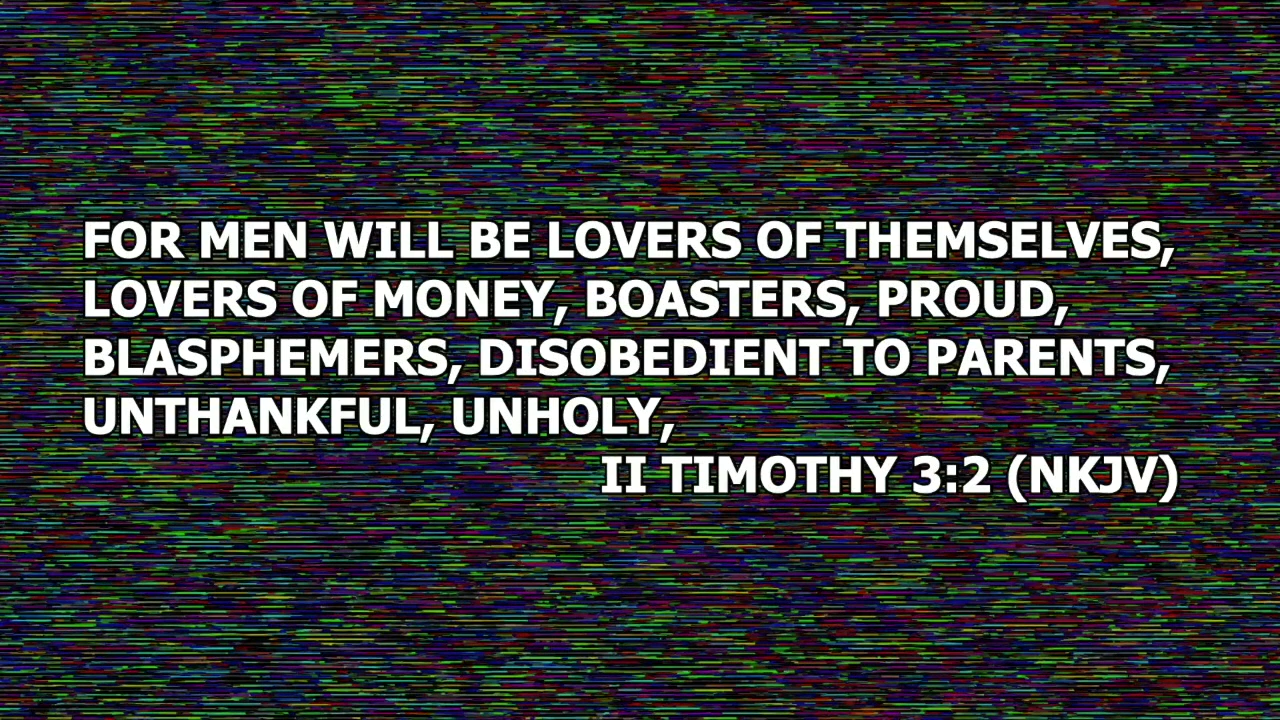 FOR MEN WILL BE LOVERS OF THEMSELVES,
LOVERS OF MONEY, BOASTERS, PROUD,
BLASPHEMERS, DISOBEDIENT TO PARENTS,
UNTHANKFUL, UNHOLY,
II TIMOTHY 3:2 (NKJV)